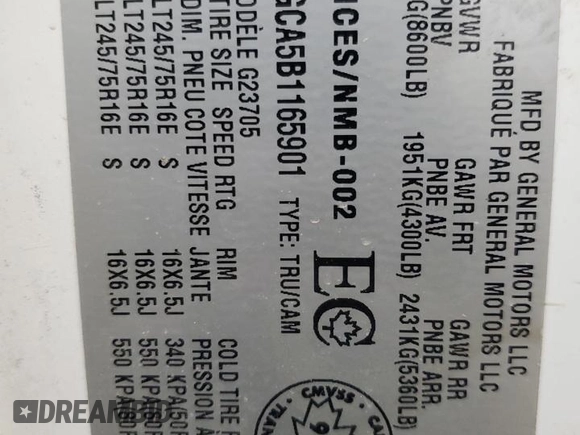 MFD BY GENERAL MOTORS LLC
FABRIQUÉ PAR GENERAL MOTORS LLC
GVWR GAWR FRT GAWR RR
PNBV PNBE AV. PNBE ARR.
G(8600LB) 1951KG(4300LB) 2431KG(5360LB)
ICES/NMB-002 EC
GCA5B1165901 TYPE: TRU/CAM
MODÈLE G23705
TIRE SIZE SPEED RTG RIM COLD TIRE
DIM. PNEU COTE VITESSE JANTE PRESSION À
LT245/75R16E S 16X6.5J 340 KPA
LT245/75R16E S 16X6.5J 550 KPA
LT245/75R16E S 16X6.5J 550 KPA
CMVSS
DREAMBID